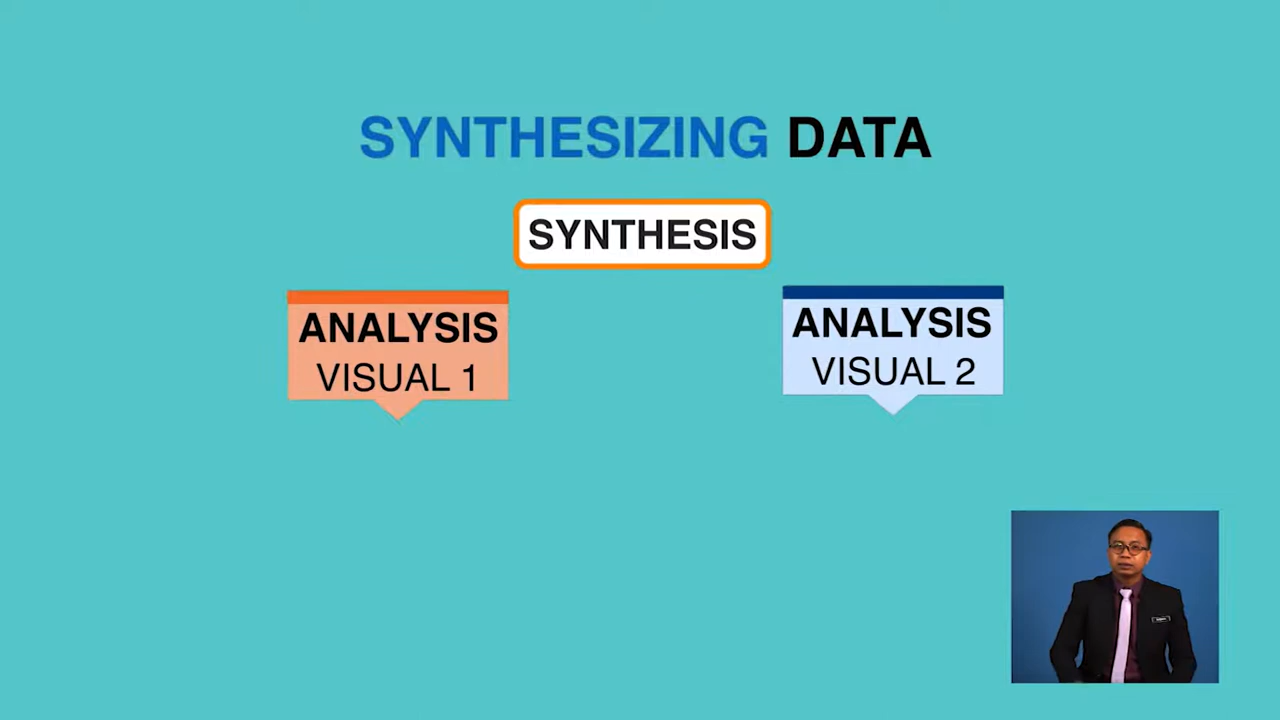 SYNTHESIZING DATA
SYNTHESIS
ANALYSIS
VISUAL 1
ANALYSIS
VISUAL 2